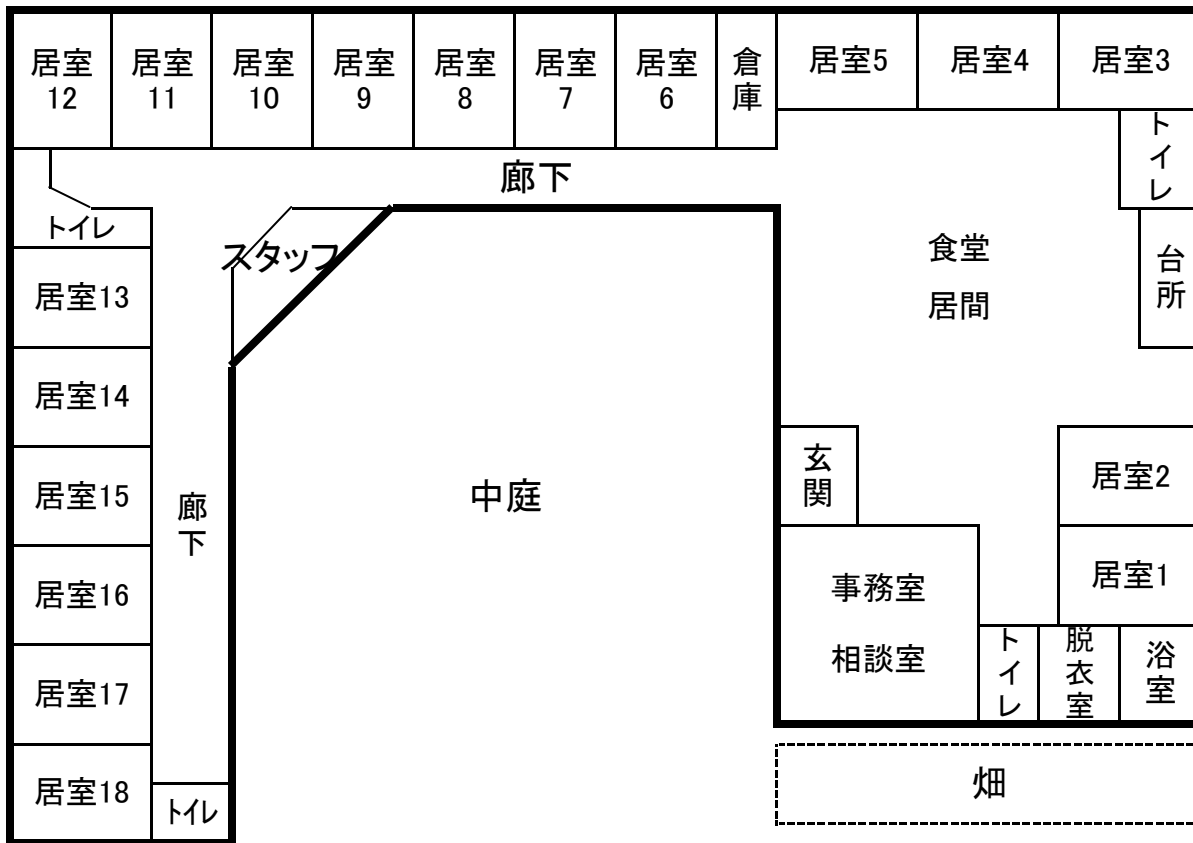 居室
12
居室
11
居室
10
居室
9
居室
8
居室
7
居室
6
倉庫
居室5
居室4
居室3
トイレ
廊下
トイレ
スタッフ
食堂
居間
台所
居室13
居室14
居室15
居室16
居室17
居室18
廊下
トイレ
中庭
玄関
居室2
居室1
事務室
相談室
トイレ
脱衣室
浴室
畑